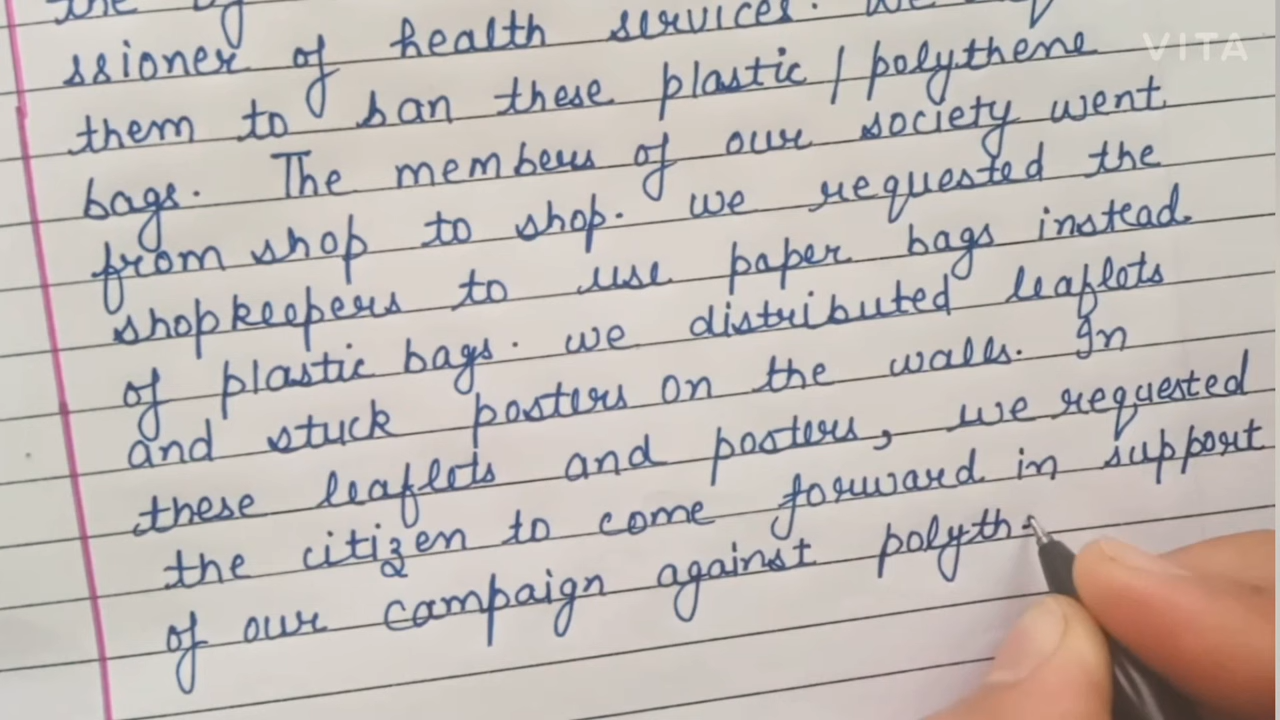 the
ssioner of health services. We
VITA
them to ban these plastic / polythene
bags. The members of our society went
from shop to shop. we requested the
shopkeepers to use paper bags instead.
of plastic bags. we distributed leaflets
and stuck posters on the walls. In
these leaflets and posters, we requested
the citizen to come forward in support
of our campaign against polyth